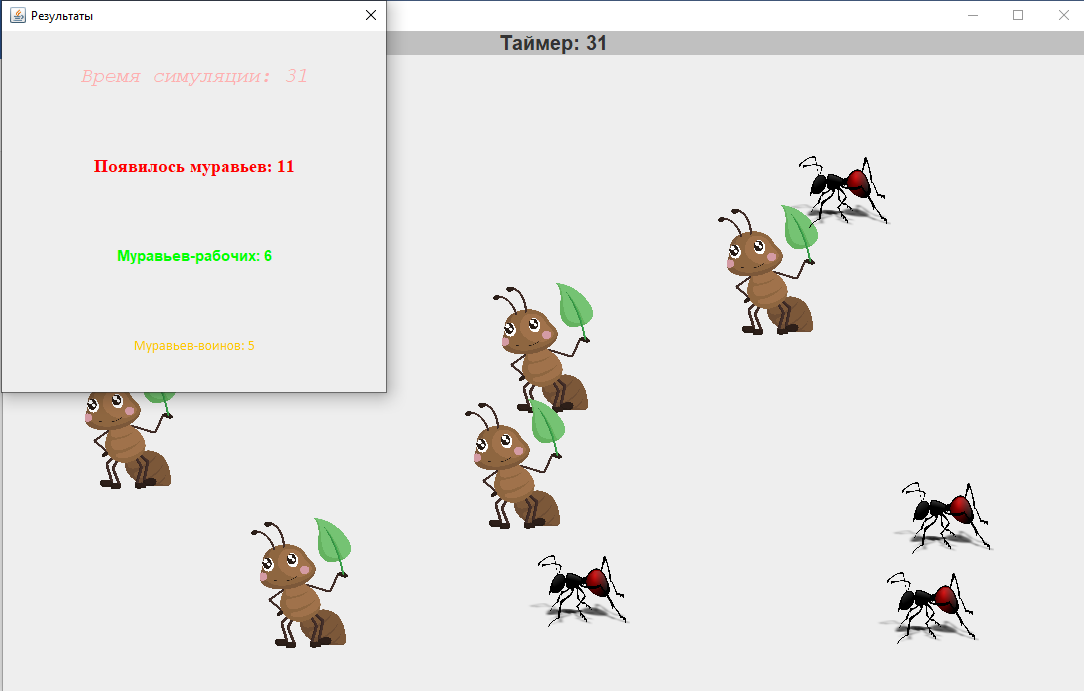 Результаты
Таймер: 31
Время симуляции: 31
Появилось муравьев: 11
Муравьев-рабочих: 6
Муравьев-воинов: 5